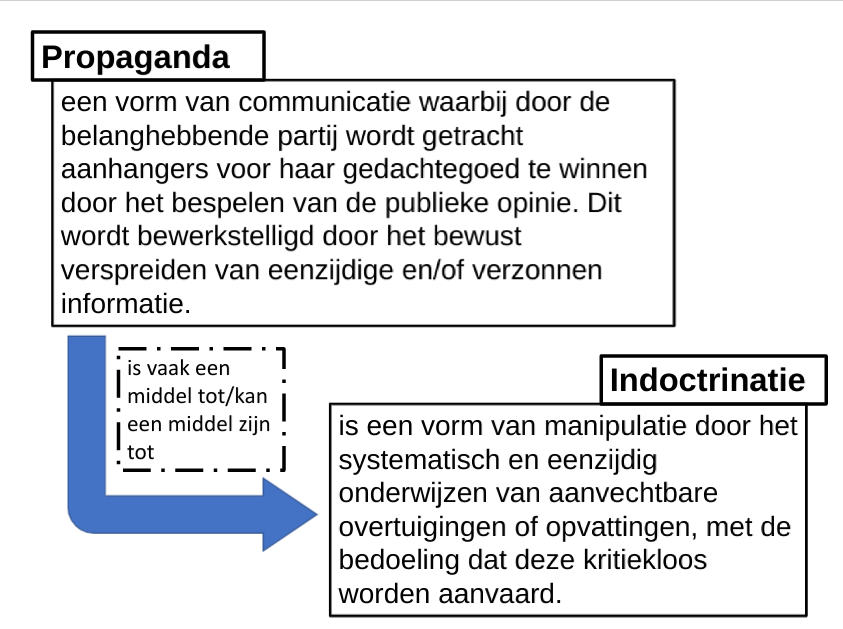 Propaganda
een vorm van communicatie waarbij door de
belanghebbende partij wordt getracht
aanhangers voor haar gedachtegoed te winnen
door het bespelen van de publieke opinie. Dit
wordt bewerkstelligd door het bewust
verspreiden van eenzijdige en/of verzonnen
informatie.
is vaak een
middel tot/kan
een middel zijn
tot
Indoctrinatie
is een vorm van manipulatie door het
systematisch en eenzijdig
onderwijzen van aanvechtbare
overtuigingen of opvattingen, met de
bedoeling dat deze kritiekloos
worden aanvaard.